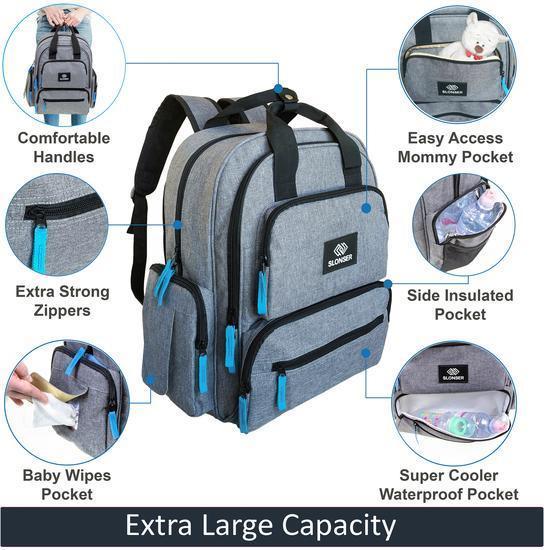 Comfortable
Handles
SLONSER
Easy Access
Mommy Pocket
Extra Strong
Zippers
SLONSER
Side Insulated
Pocket
Baby Wipes
Pocket
SLONSER
Super Cooler
Waterproof Pocket
Extra Large Capacity